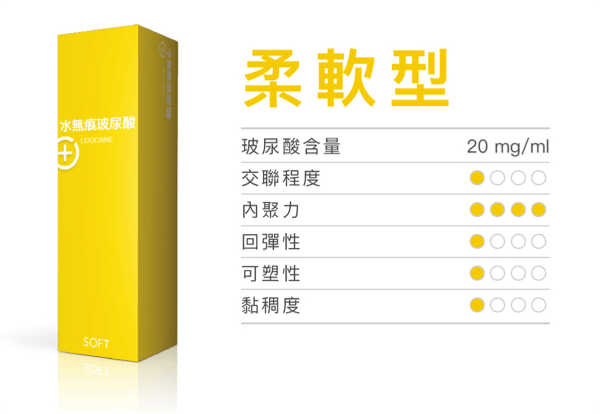 水無痕玻尿酸
LIDOCAINE
SOFT
柔軟型
玻尿酸含量 20 mg/ml
交聯程度
內聚力
回彈性
可塑性
黏稠度